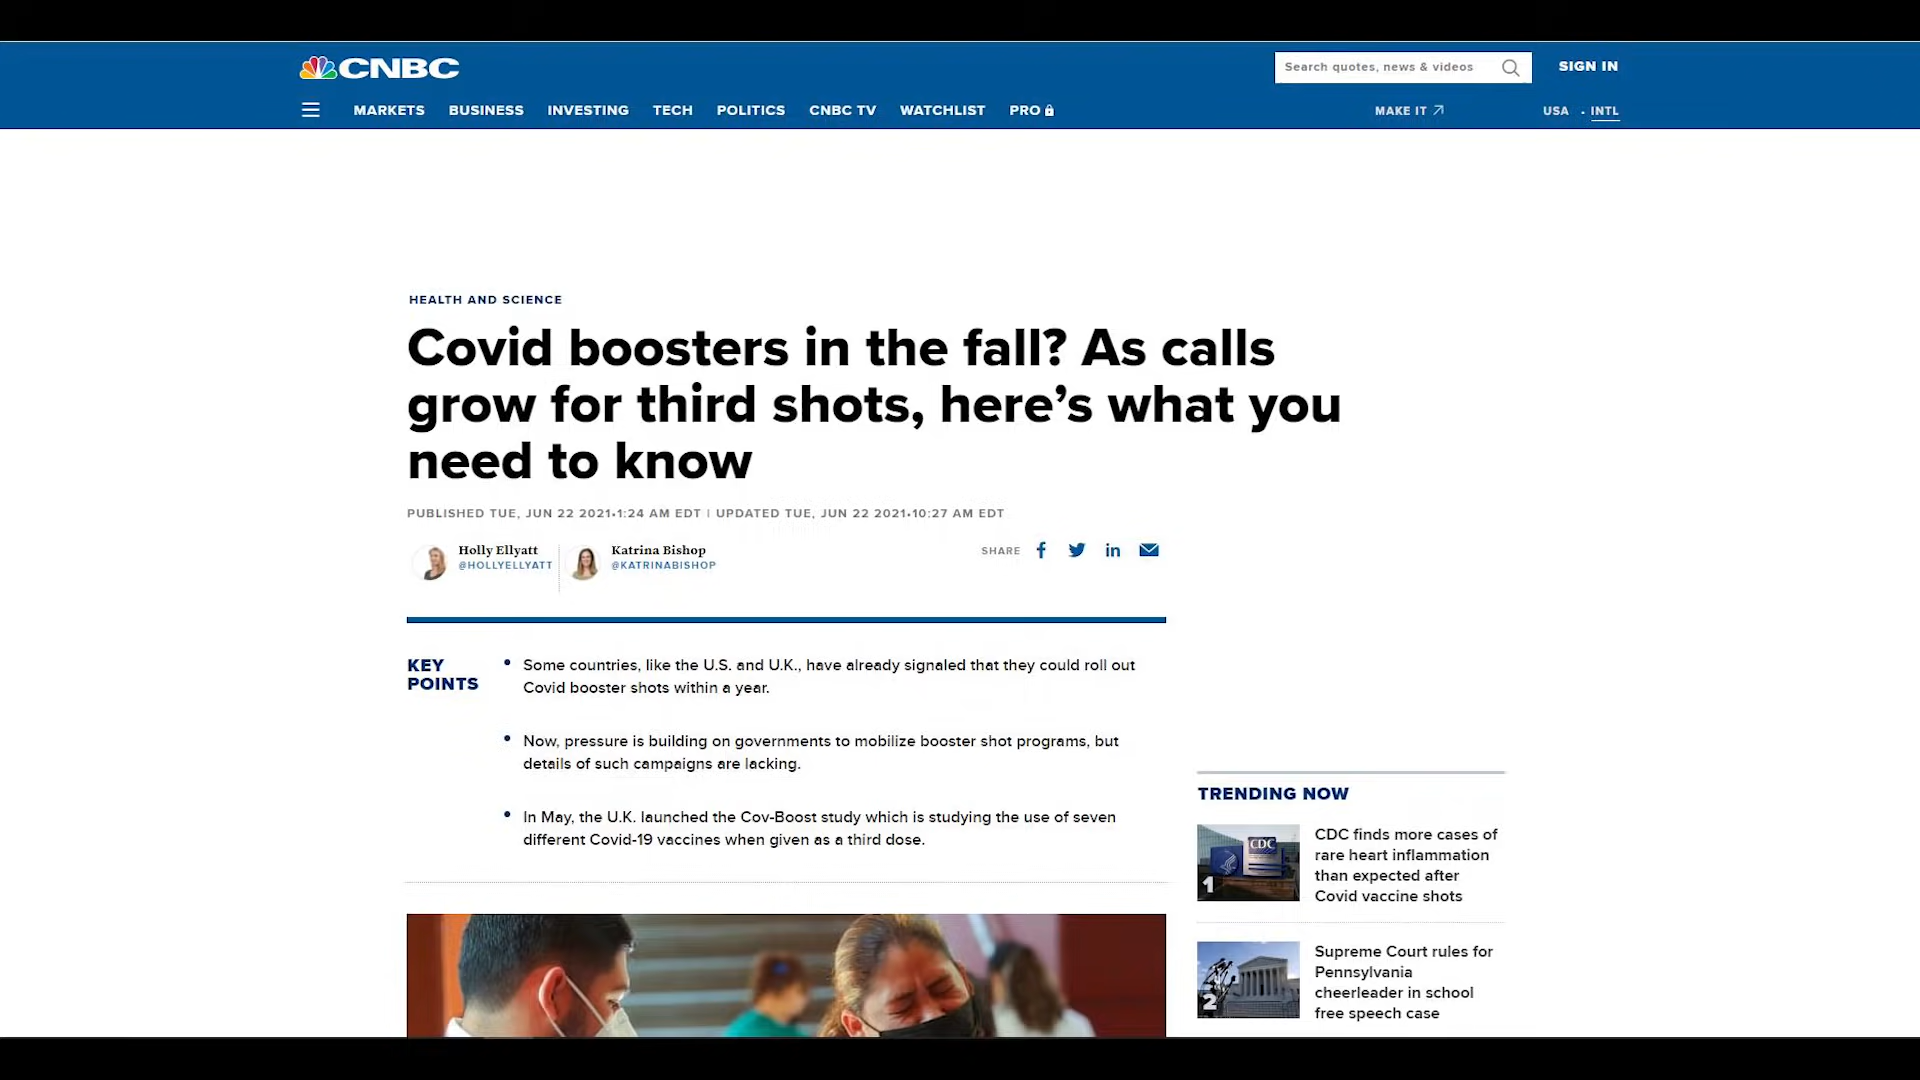 CNBC
Search quotes, news & videos
SIGN IN
MARKETS BUSINESS INVESTING TECH POLITICS CNBC TV WATCHLIST PRO
MAKE IT
USA · INTL
HEALTH AND SCIENCE
Covid boosters in the fall? As calls
grow for third shots, here’s what you
need to know
PUBLISHED TUE, JUN 22 2021•1:24 AM EDT | UPDATED TUE, JUN 22 2021•10:27 AM EDT
Holly Ellyatt
@HOLLYELLYATT
Katrina Bishop
@KATRINABISHOP
SHARE
KEY
POINTS
• Some countries, like the U.S. and U.K., have already signaled that they could roll out
Covid booster shots within a year.
• Now, pressure is building on governments to mobilize booster shot programs, but
details of such campaigns are lacking.
• In May, the U.K. launched the Cov-Boost study which is studying the use of seven
different Covid-19 vaccines when given as a third dose.
TRENDING NOW
CDC
1
CDC finds more cases of
rare heart inflammation
than expected after
Covid vaccine shots
2
Supreme Court rules for
Pennsylvania
cheerleader in school
free speech case